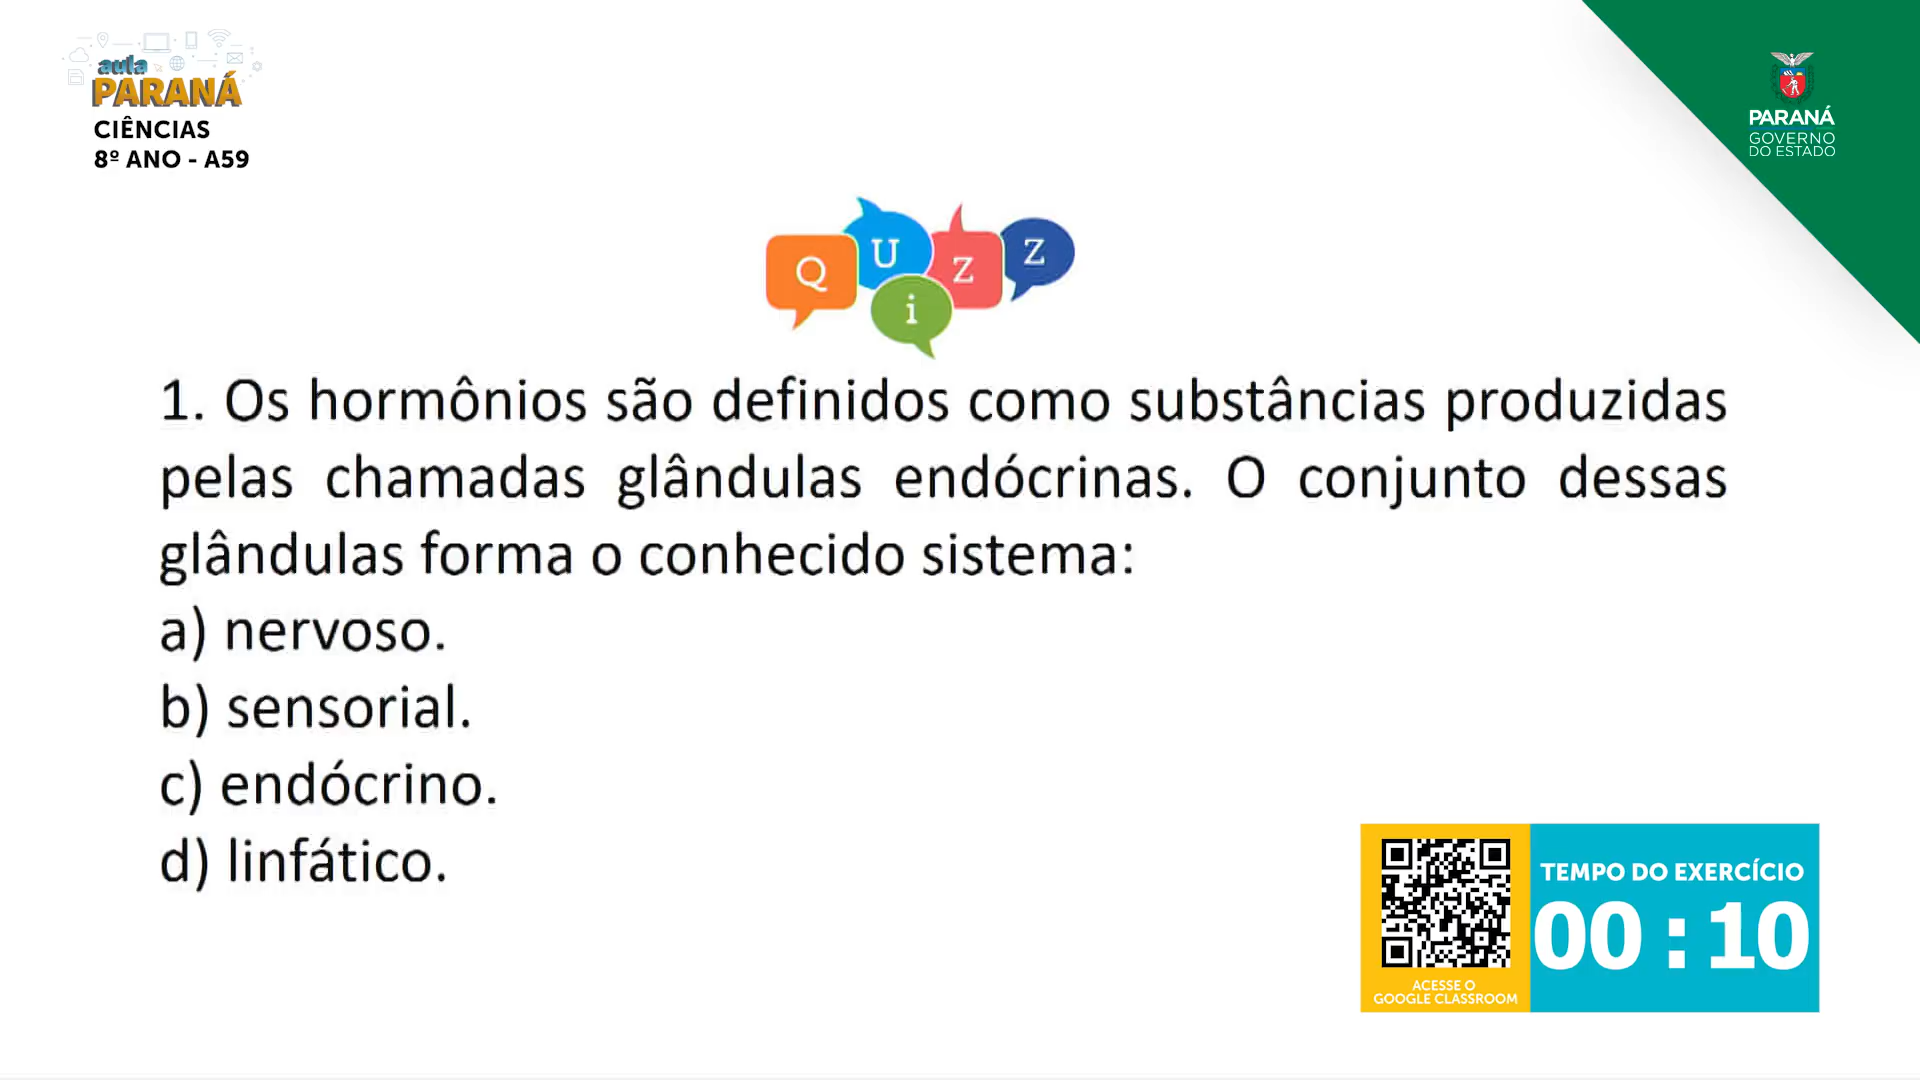 aula
PARANÁ
CIÊNCIAS
8º ANO - A59
PARANÁ
GOVERNO
DO ESTADO
Q U i Z Z
1. Os hormônios são definidos como substâncias produzidas
pelas chamadas glândulas endócrinas. O conjunto dessas
glândulas forma o conhecido sistema:
a) nervoso.
b) sensorial.
c) endócrino.
d) linfático.
ACESSE O
GOOGLE CLASSROOM
TEMPO DO EXERCÍCIO
00 : 10